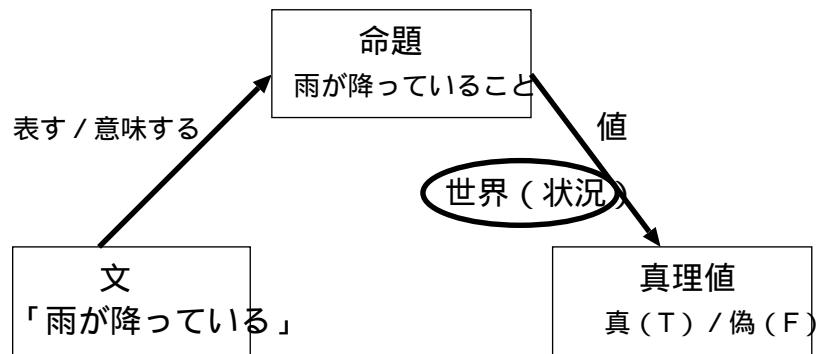 命題
雨が降っていること
表す / 意味する
値
世界 ( 状況 )
文
「雨が降っている」
真理値
真 ( T ) / 偽 ( F )